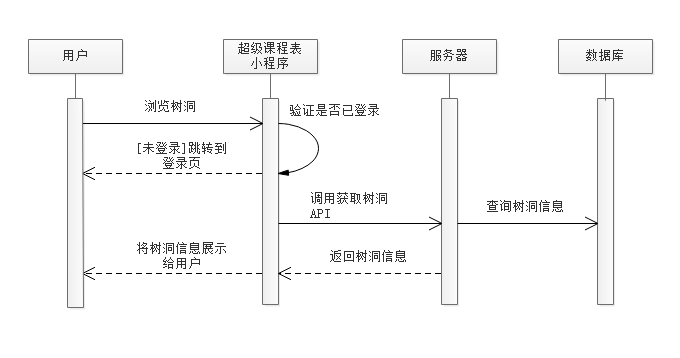 用户
超级课程表
小程序
服务器
数据库
浏览树洞
验证是否已登录
[未登录]跳转到
登录页
调用获取树洞
API
查询树洞信息
将树洞信息展示
给用户
返回树洞信息